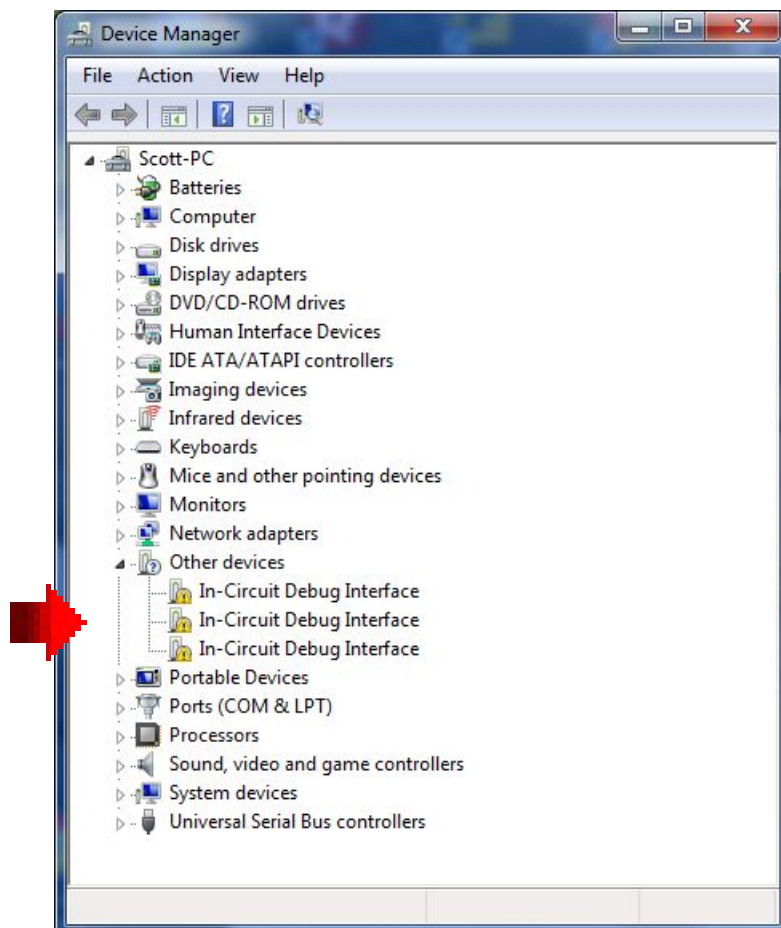 Device Manager
File Action View Help
Scott-PC
Batteries
Computer
Disk drives
Display adapters
DVD/CD-ROM drives
Human Interface Devices
IDE ATA/ATAPI controllers
Imaging devices
Infrared devices
Keyboards
Mice and other pointing devices
Monitors
Network adapters
Other devices
In-Circuit Debug Interface
In-Circuit Debug Interface
In-Circuit Debug Interface
Portable Devices
Ports (COM & LPT)
Processors
Sound, video and game controllers
System devices
Universal Serial Bus controllers